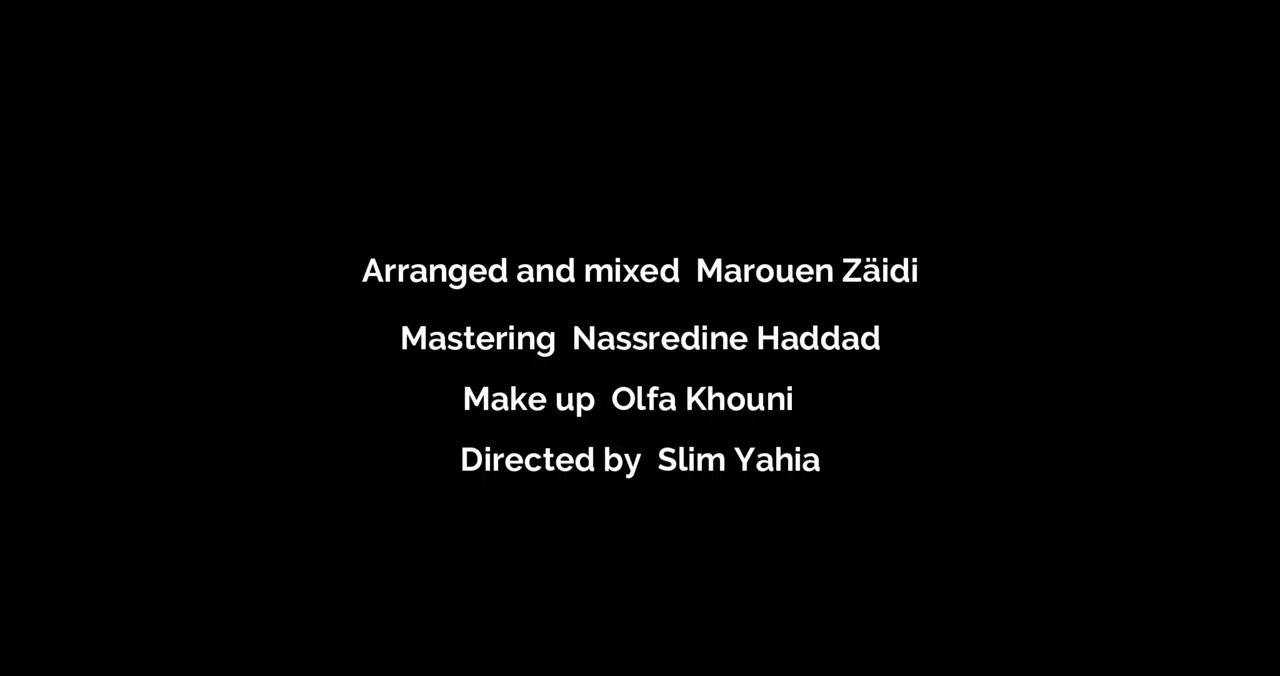 Arranged and mixed  Marouen Zäidi
Mastering  Nassredine Haddad
Make up  Olfa Khouni
Directed by  Slim Yahia